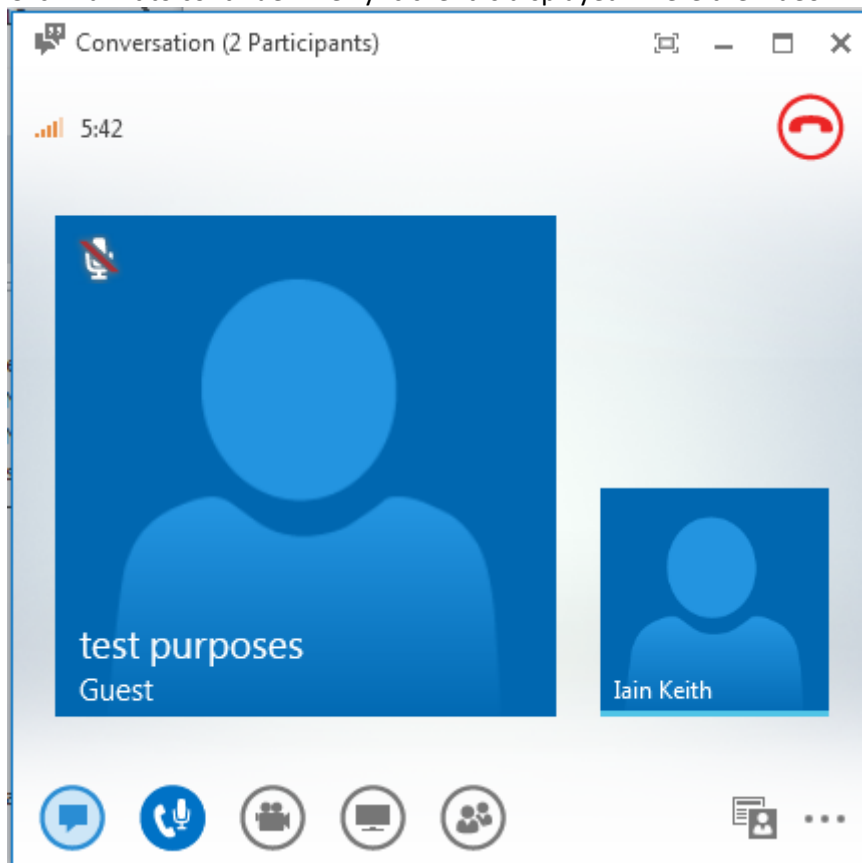 Conversation (2 Participants)
5:42
test purposes
Guest
Iain Keith